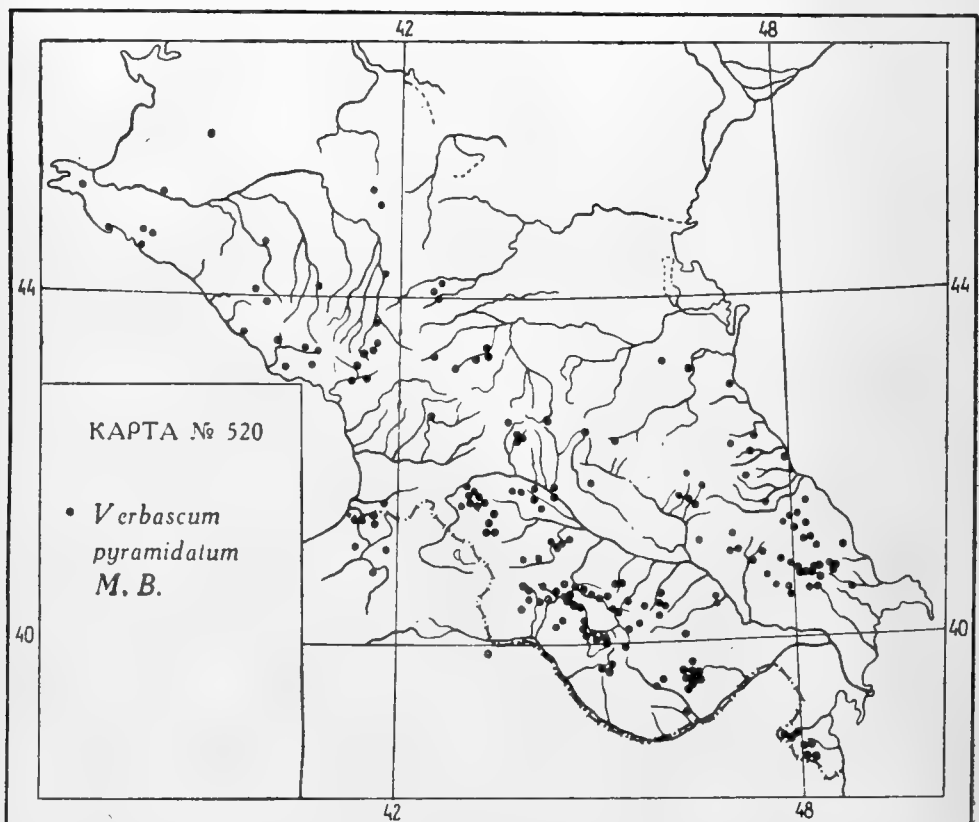 42 48
44 44
КАРТА № 520
Verbascum
pyramidatum
M. B.
40 40
42 48